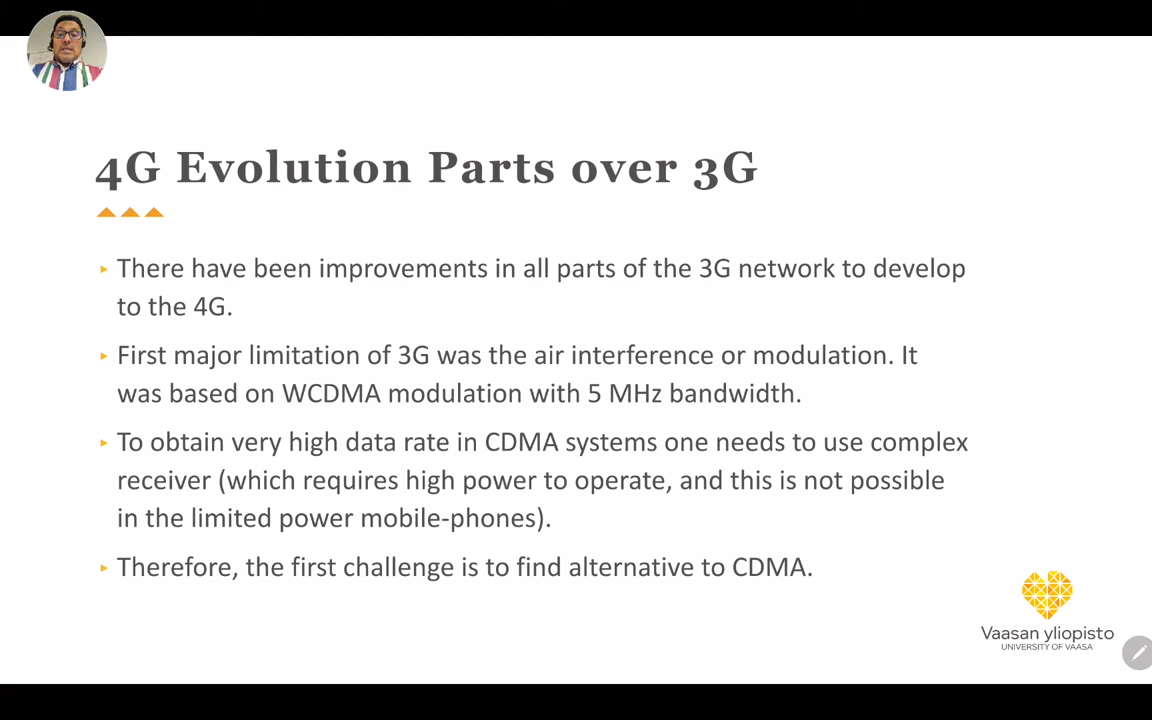 4G Evolution Parts over 3G
There have been improvements in all parts of the 3G network to develop
to the 4G.
First major limitation of 3G was the air interference or modulation. It
was based on WCDMA modulation with 5 MHz bandwidth.
To obtain very high data rate in CDMA systems one needs to use complex
receiver (which requires high power to operate, and this is not possible
in the limited power mobile-phones).
Therefore, the first challenge is to find alternative to CDMA.
Vaasan yliopisto
UNIVERSITY OF VAASA